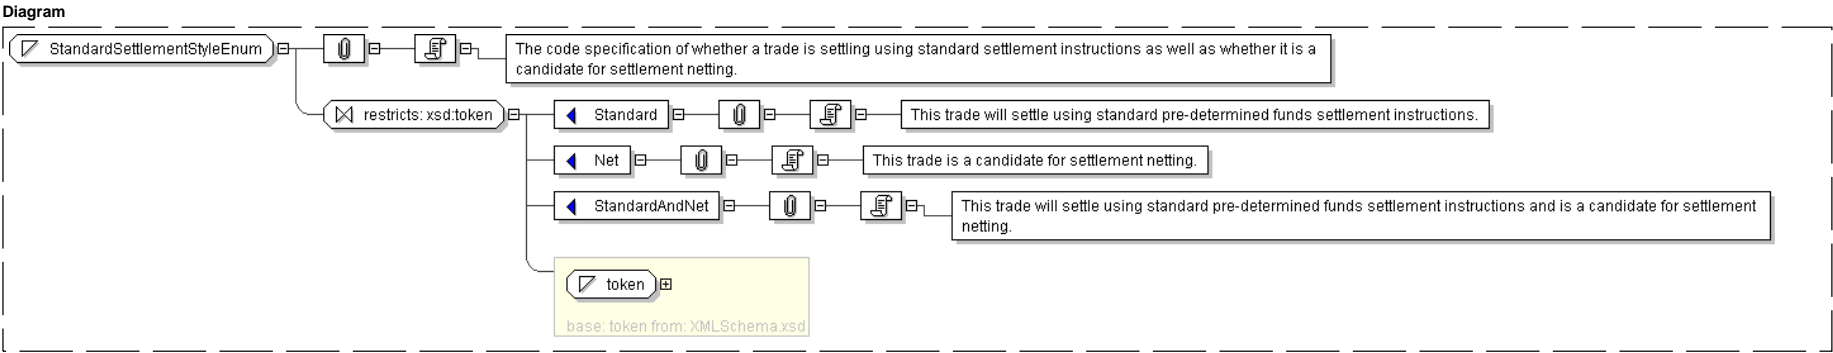 Diagram
StandardSettlementStyleEnum
The code specification of whether a trade is settling using standard settlement instructions as well as whether it is a
candidate for settlement netting.
restricts: xsd:token
Standard
This trade will settle using standard pre-determined funds settlement instructions.
Net
This trade is a candidate for settlement netting.
StandardAndNet
This trade will settle using standard pre-determined funds settlement instructions and is a candidate for settlement
netting.
token
base: token from: XMLSchema.xsd